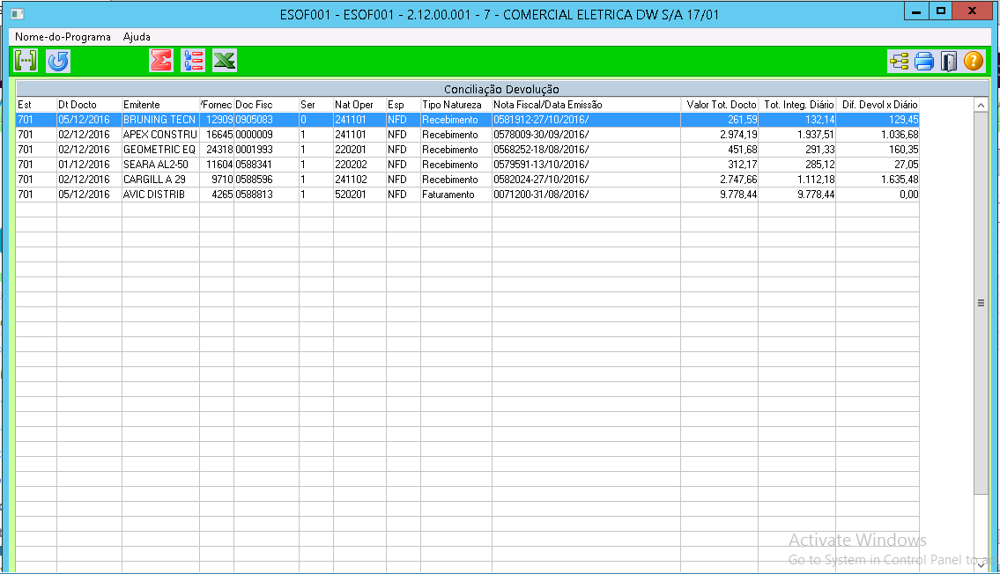 ESOF001 - ESOF001 - 2.12.00.001 - 7 - COMERCIAL ELETRICA DW S/A 17/01
Nome-do-Programa Ajuda
Conciliação Devolução
Est Dt Docto Emitente /Fornec Doc Fisc Ser Nat Oper Esp Tipo Natureza Nota Fiscal/Data Emissão Valor Tot. Docto Tot. Integ. Diário Dif. Devol x Diário
701 05/12/2016 BRUNING TECN 12909 0905083 0 241101 NFD Recebimento 0581912-27/10/2016/ 261,59 132,14 129,45
701 02/12/2016 APEX CONSTRU 16645 0000009 1 241101 NFD Recebimento 0578009-30/09/2016/ 2.974,19 1.937,51 1.036,68
701 02/12/2016 GEOMETRIC EQ 24318 0001993 1 220201 NFD Recebimento 0568252-18/08/2016/ 451,68 291,33 160,35
701 01/12/2016 SEARA AL2-50 11604 0588341 1 220202 NFD Recebimento 0579591-13/10/2016/ 312,17 285,12 27,05
701 02/12/2016 CARGILL A 29 9710 0588596 1 241102 NFD Recebimento 0582024-27/10/2016/ 2.747,66 1.112,18 1.635,48
701 05/12/2016 AVIC DISTRIB 4265 0588813 1 520201 NFD Faturamento 0071200-31/08/2016/ 9.778,44 9.778,44 0,00
Activate Windows
Go to System in Control Panel to